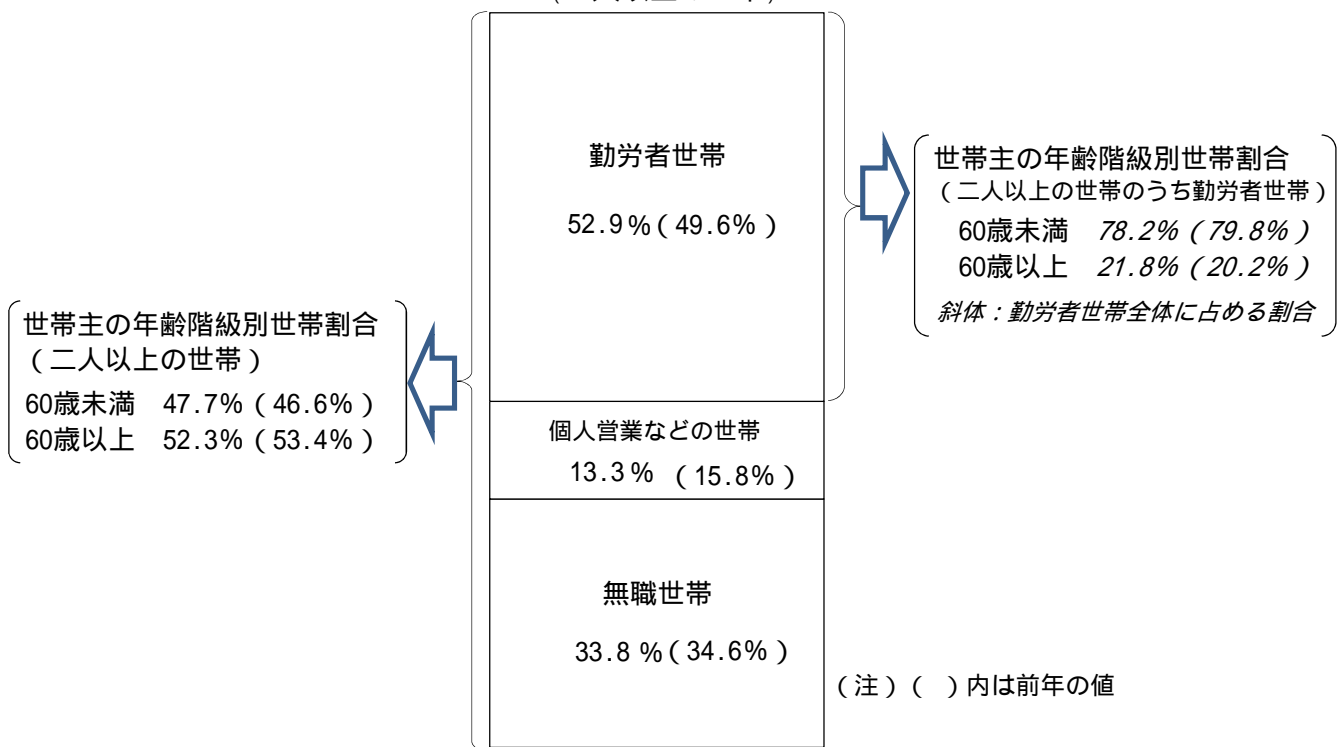 勤労者世帯
52.9%(49.6%)
世帯主の年齢階級別世帯割合
(二人以上の世帯のうち勤労者世帯)
60歳未満 78.2%(79.8%)
60歳以上 21.8%(20.2%)
斜体:勤労者世帯全体に占める割合
世帯主の年齢階級別世帯割合
(二人以上の世帯)
60歳未満 47.7%(46.6%)
60歳以上 52.3%(53.4%)
個人営業などの世帯
13.3% (15.8%)
無職世帯
33.8%(34.6%)
(注)( )内は前年の値